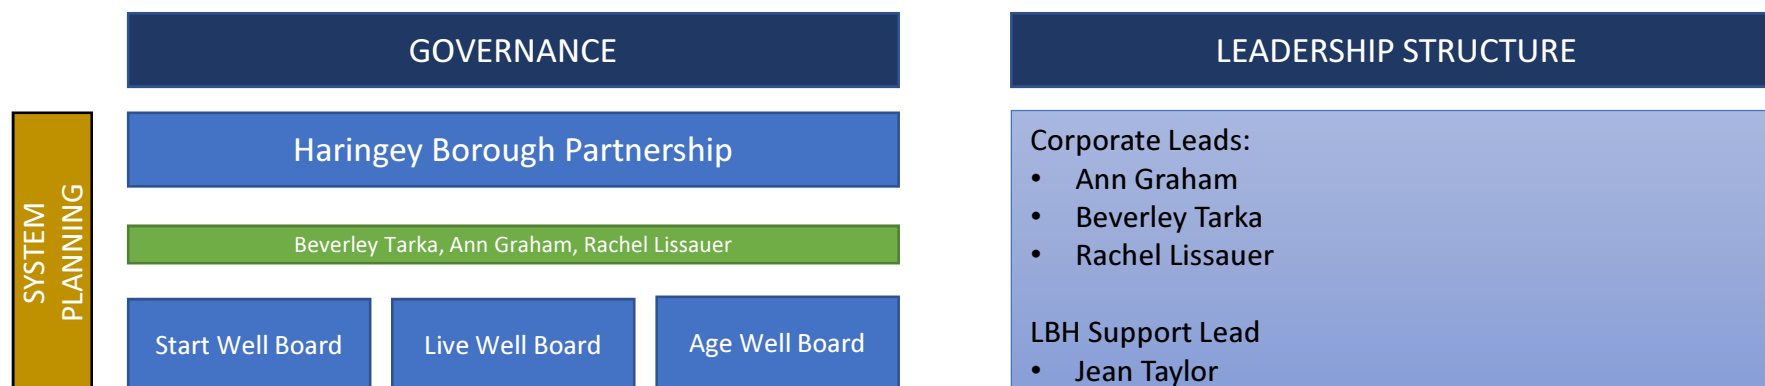 GOVERNANCE
LEADERSHIP STRUCTURE
SYSTEM
PLANNING
Haringey Borough Partnership
Beverley Tarka, Ann Graham, Rachel Lissauer
Start Well Board
Live Well Board
Age Well Board
Corporate Leads:
• Ann Graham
• Beverley Tarka
• Rachel Lissauer
LBH Support Lead
• Jean Taylor